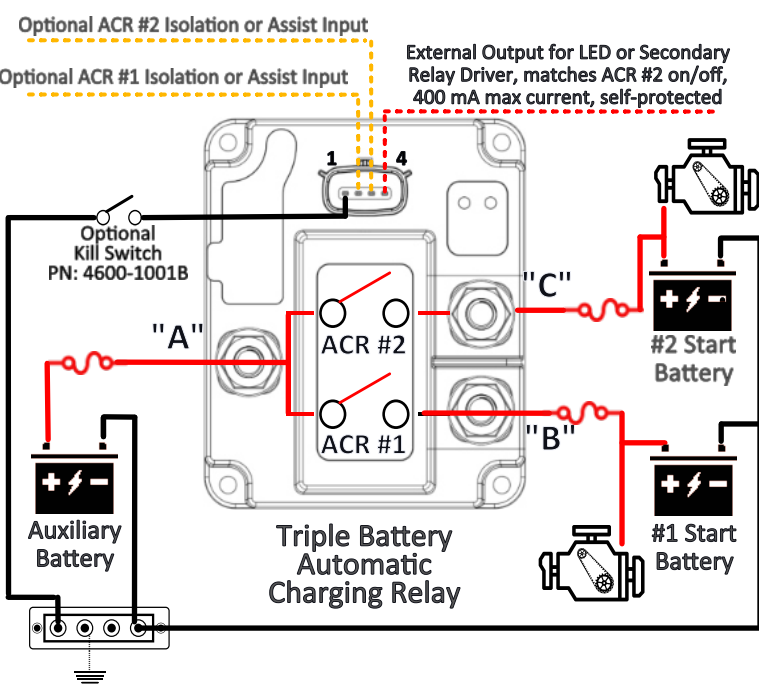 Optional ACR #2 Isolation or Assist Input
External Output for LED or Secondary
Relay Driver, matches ACR #2 on/off,
400 mA max current, self-protected
Optional ACR #1 Isolation or Assist Input
1
4
Optional
Kill Switch
PN: 4600-1001B
"C"
"A"
ACR #2
#2 Start
Battery
"B"
ACR #1
Auxiliary
Battery
Triple Battery
Automatic
Charging Relay
#1 Start
Battery